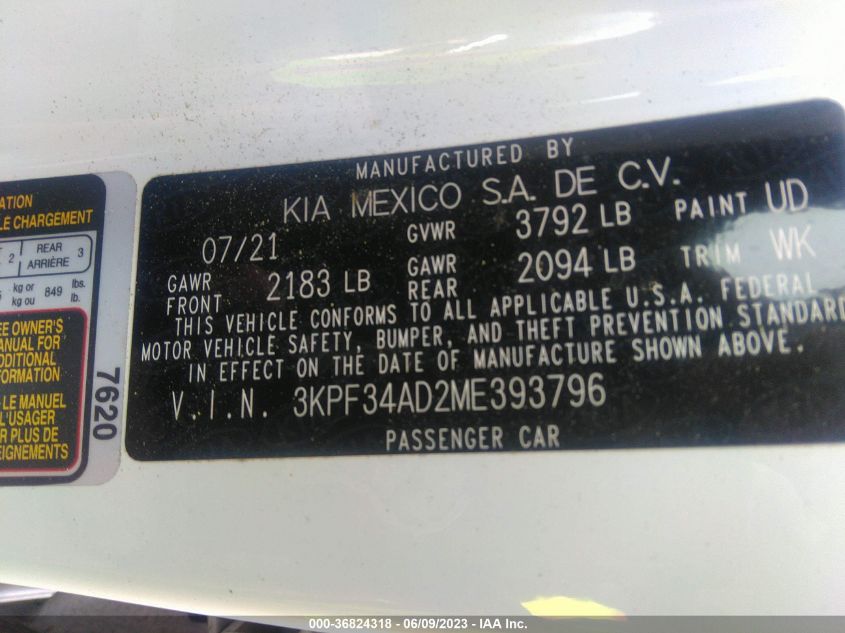 MANUFACTURED BY
KIA MEXICO S.A. DE C.V.
07/21 GVWR 3792 LB PAINT UD
GAWR FRONT 2183 LB GAWR REAR 2094 LB TRIM WK
THIS VEHICLE CONFORMS TO ALL APPLICABLE U.S.A. FEDERAL
MOTOR VEHICLE SAFETY, BUMPER, AND THEFT PREVENTION STANDARD
IN EFFECT ON THE DATE OF MANUFACTURE SHOWN ABOVE.
V.I.N. 3KPF34AD2ME393796
PASSENGER CAR
ATION
LE CHARGEMENT
2 REAR ARRIÈRE 3
kg or kg ou 849 lbs. lb.
EE OWNER'S
ANUAL FOR
DDITIONAL
FORMATION
LE MANUEL
L'USAGER
R PLUS DE
EIGNEMENTS
7620
000-36824318 - 06/09/2023 - IAA Inc.